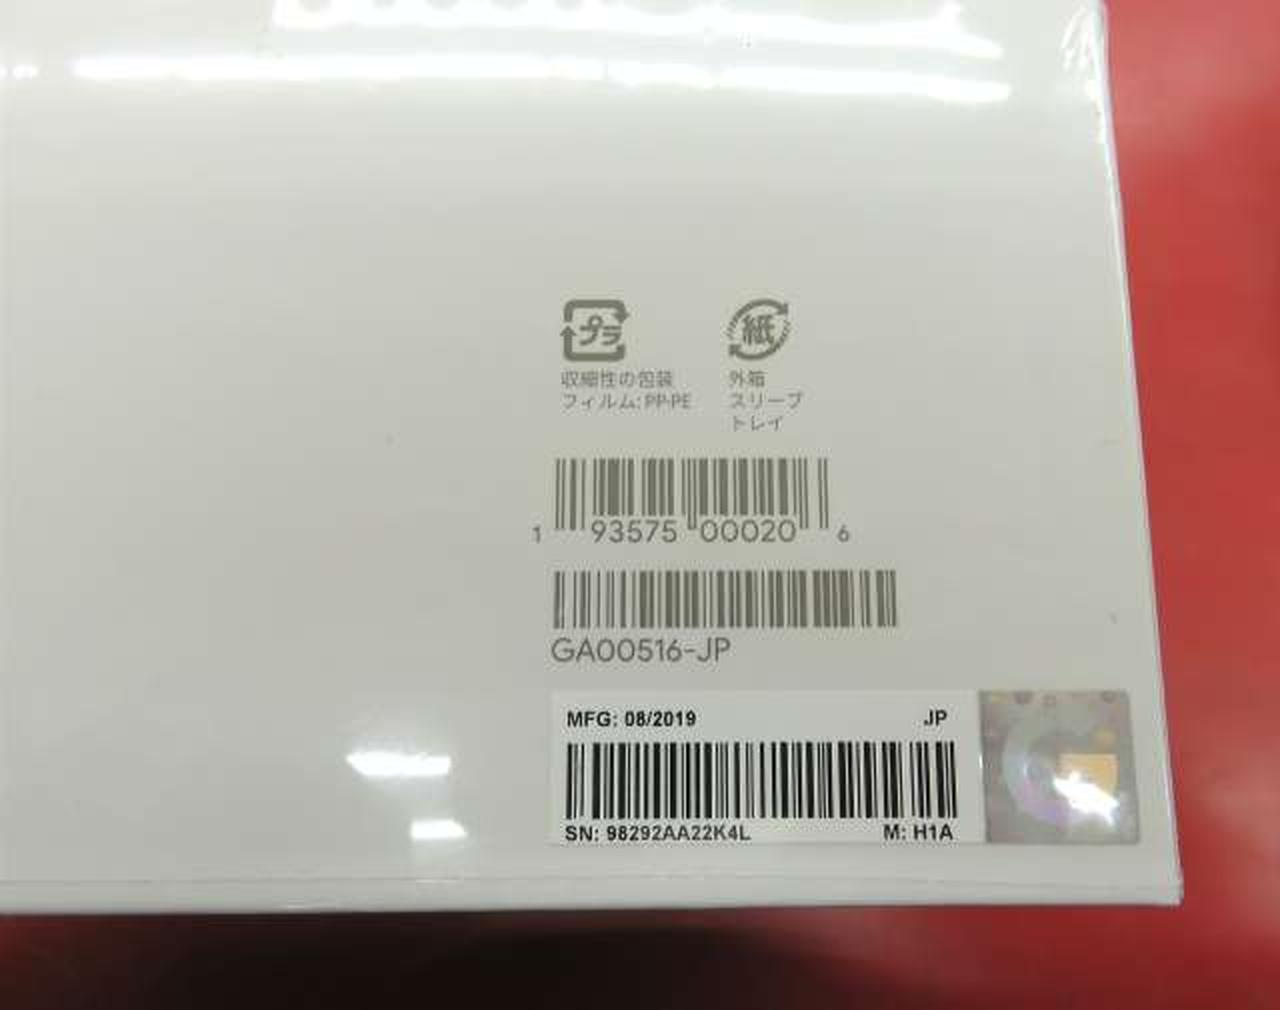 プラ
紙
収縮性の包装
フィルム: PP-PE
外箱
スリーブ
トレイ
1 93575 00020 6
GA00516-JP
MFG: 08/2019 JP
SN: 98292AA22K4L M: H1A
G